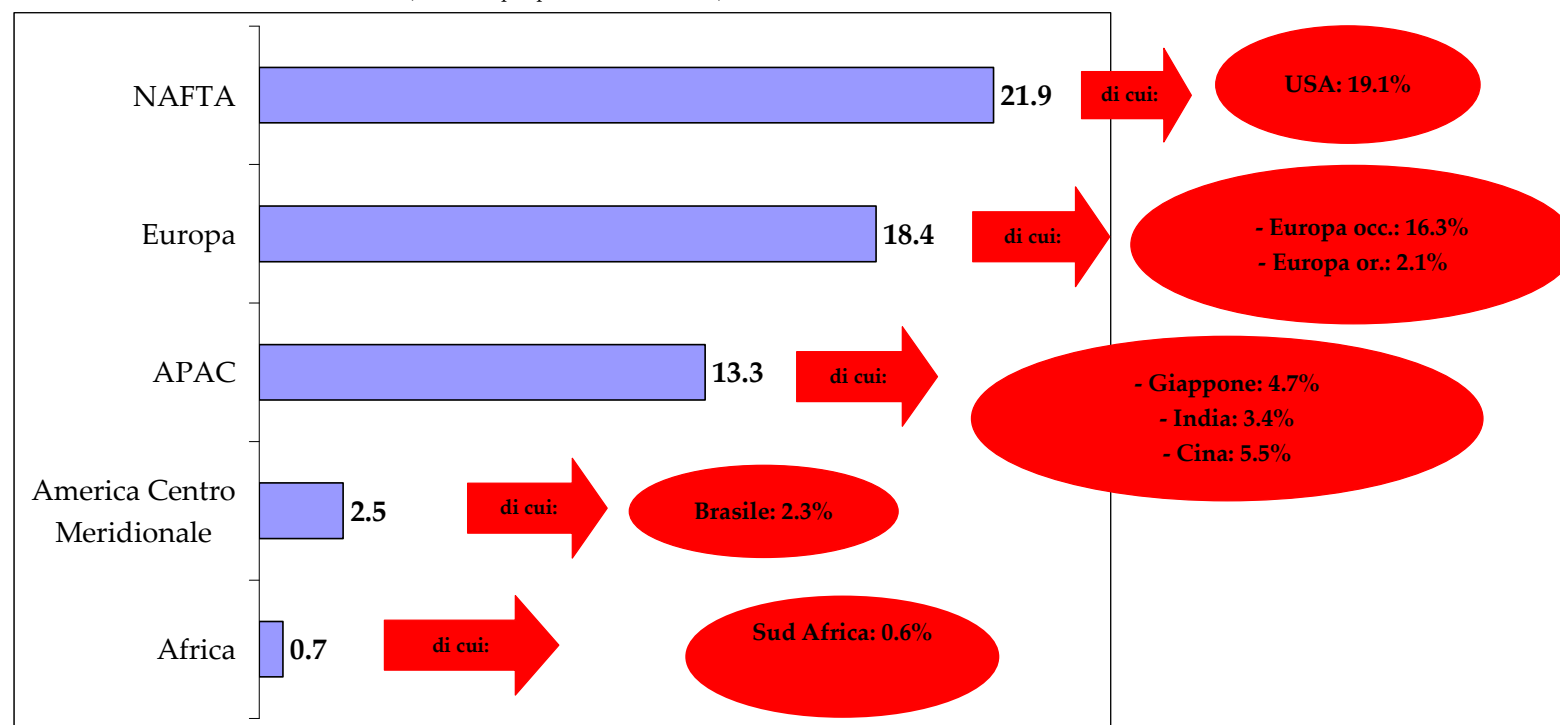 NAFTA
21.9
di cui:
USA: 19.1%
Europa
18.4
di cui:
- Europa occ.: 16.3%
- Europa or.: 2.1%
APAC
13.3
di cui:
- Giappone: 4.7%
- India: 3.4%
- Cina: 5.5%
America Centro
Meridionale
2.5
di cui:
Brasile: 2.3%
Africa
0.7
di cui:
Sud Africa: 0.6%